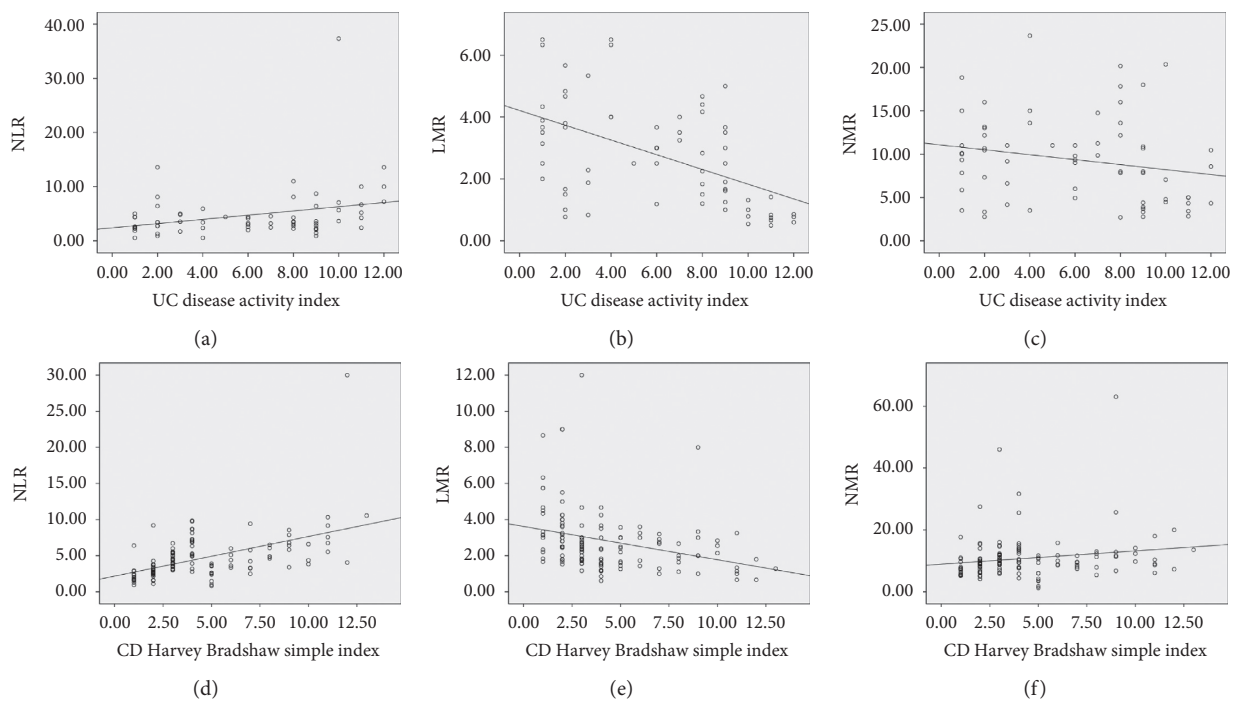 40.00
30.00
20.00
10.00
0.00
NLR
0.00 2.00 4.00 6.00 8.00 10.00 12.00
UC disease activity index
(a)
6.00
4.00
2.00
0.00
LMR
0.00 2.00 4.00 6.00 8.00 10.00 12.00
UC disease activity index
(b)
25.00
20.00
15.00
10.00
5.00
0.00
NMR
0.00 2.00 4.00 6.00 8.00 10.00 12.00
UC disease activity index
(c)
30.00
25.00
20.00
15.00
10.00
5.00
0.00
NLR
0.00 2.50 5.00 7.50 10.00 12.50
CD Harvey Bradshaw simple index
(d)
12.00
10.00
8.00
6.00
4.00
2.00
0.00
LMR
0.00 2.50 5.00 7.50 10.00 12.50
CD Harvey Bradshaw simple index
(e)
60.00
40.00
20.00
0.00
NMR
0.00 2.50 5.00 7.50 10.00 12.50
CD Harvey Bradshaw simple index
(f)